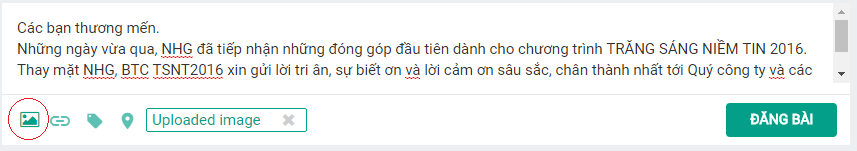 Các bạn thương mến.
Những ngày vừa qua, NHG đã tiếp nhận những đóng góp đầu tiên dành cho chương trình TRĂNG SÁNG NIỀM TIN 2016.
Thay mặt NHG, BTC TSNT2016 xin gửi lời tri ân, sự biết ơn và lời cảm ơn sâu sắc, chân thành nhất tới Quý công ty và các
Uploaded image
ĐĂNG BÀI